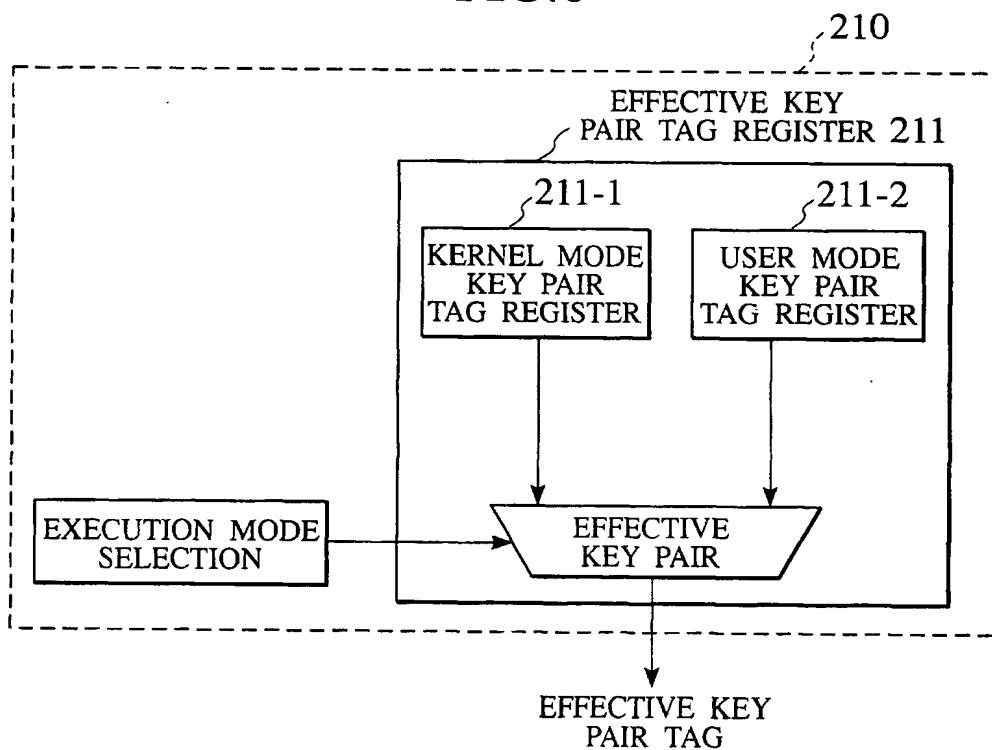 210
EFFECTIVE KEY
PAIR TAG REGISTER 211
211-1
211-2
KERNEL MODE
KEY PAIR
TAG REGISTER
USER MODE
KEY PAIR
TAG REGISTER
EXECUTION MODE
SELECTION
EFFECTIVE
KEY PAIR
EFFECTIVE KEY
PAIR TAG